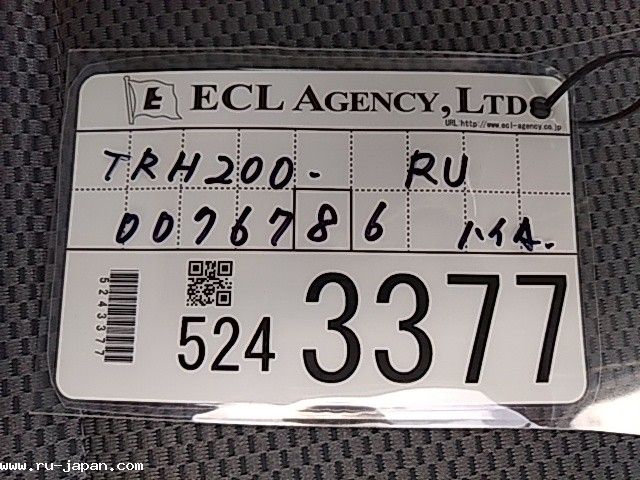 E ECL AGENCY, LTD
URL:http://www.ecl-agency.co.jp
TRH200- RU
0076786 ハイA.
5243377
524 3377
www.ru-japan.com